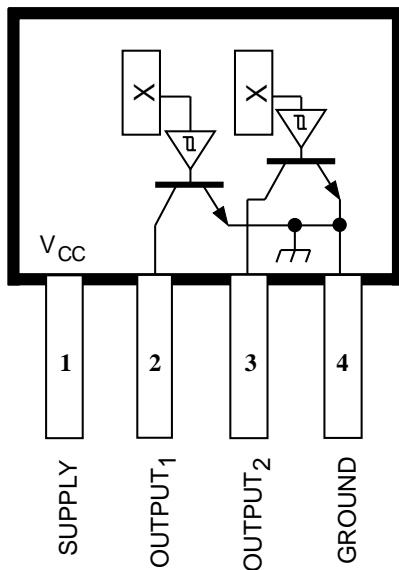 X X
V_CC
1 2 3 4
SUPPLY
OUTPUT_1
OUTPUT_2
GROUND